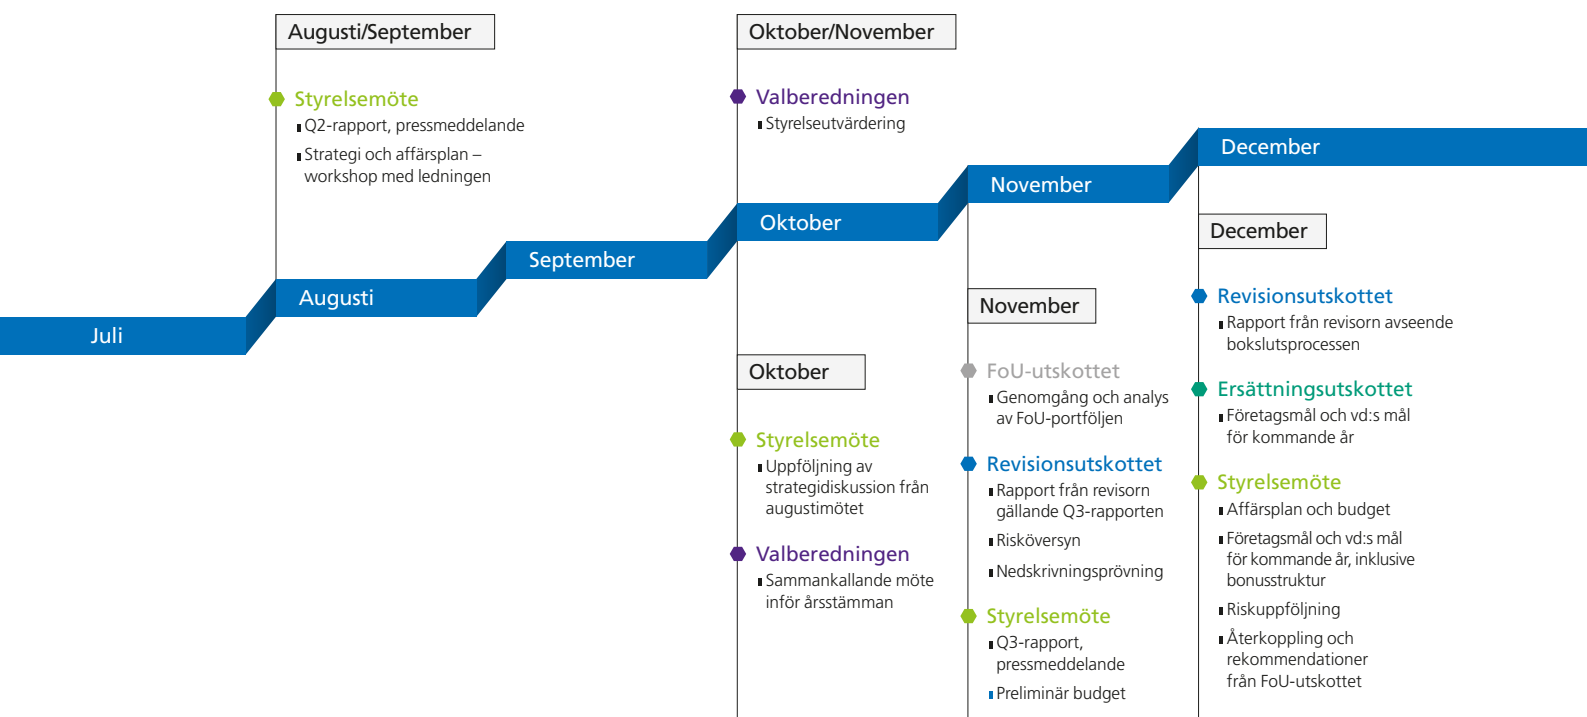 Augusti/September
Styrelsemöte
Q2-rapport, pressmeddelande
Strategi och affärsplan –
workshop med ledningen
Oktober/November
Valberedningen
Styrelseutvärdering
Juli
Augusti
September
Oktober
November
December
Oktober
Styrelsemöte
Uppföljning av
strategidiskussion från
augustimötet
Valberedningen
Sammankallande möte
inför årsstämman
November
FoU-utskottet
Genomgång och analys
av FoU-portföljen
Revisionsutskottet
Rapport från revisorn
gällande Q3-rapporten
Risköversyn
Nedskrivningsprövning
Styrelsemöte
Q3-rapport,
pressmeddelande
Preliminär budget
December
Revisionsutskottet
Rapport från revisorn avseende
bokslutsprocessen
Ersättningsutskottet
Företagsmål och vd:s mål
för kommande år
Styrelsemöte
Affärsplan och budget
Företagsmål och vd:s mål
för kommande år, inklusive
bonusstruktur
Riskuppföljning
Återkoppling och
rekommendationer
från FoU-utskottet